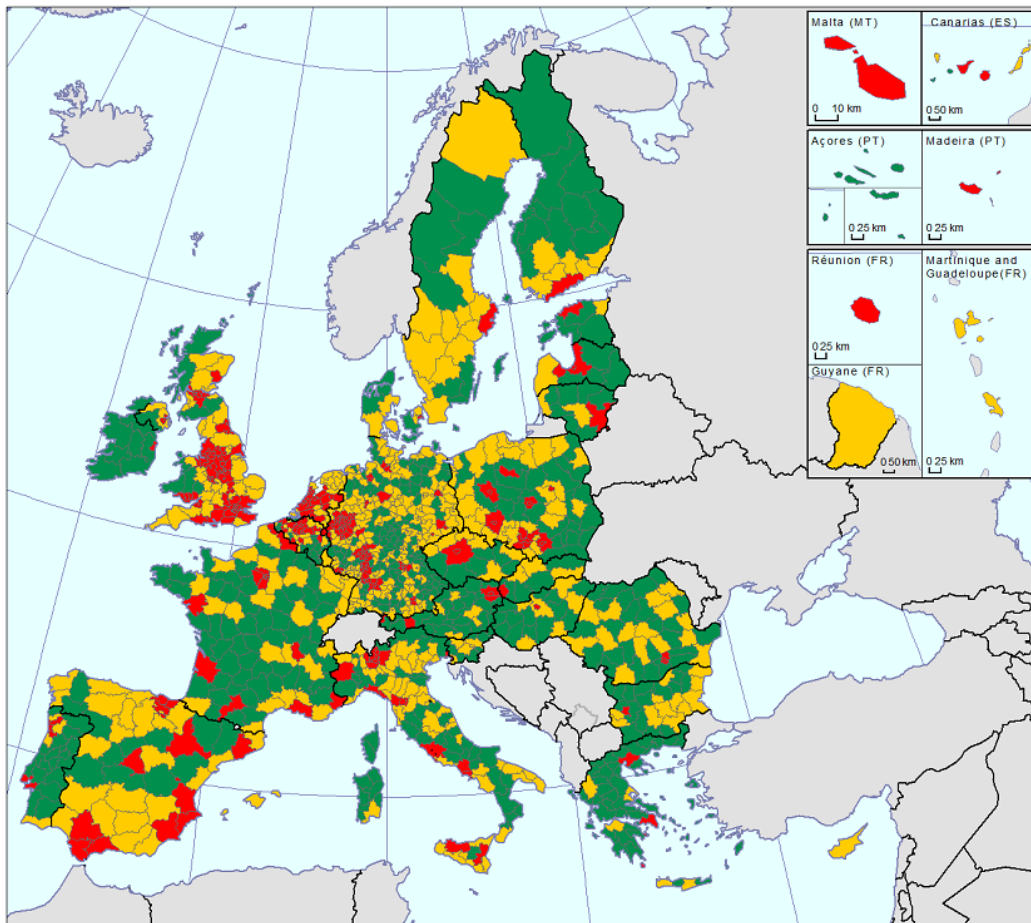 Malta (MT)
0 10 km
Canarias (ES)
0 50 km
Açores (PT)
0 25 km
Madeira (PT)
0 25 km
Réunion (FR)
0 25 km
Martinique and
Guadeloupe(FR)
0 25 km
Guyane (FR)
0 50 km